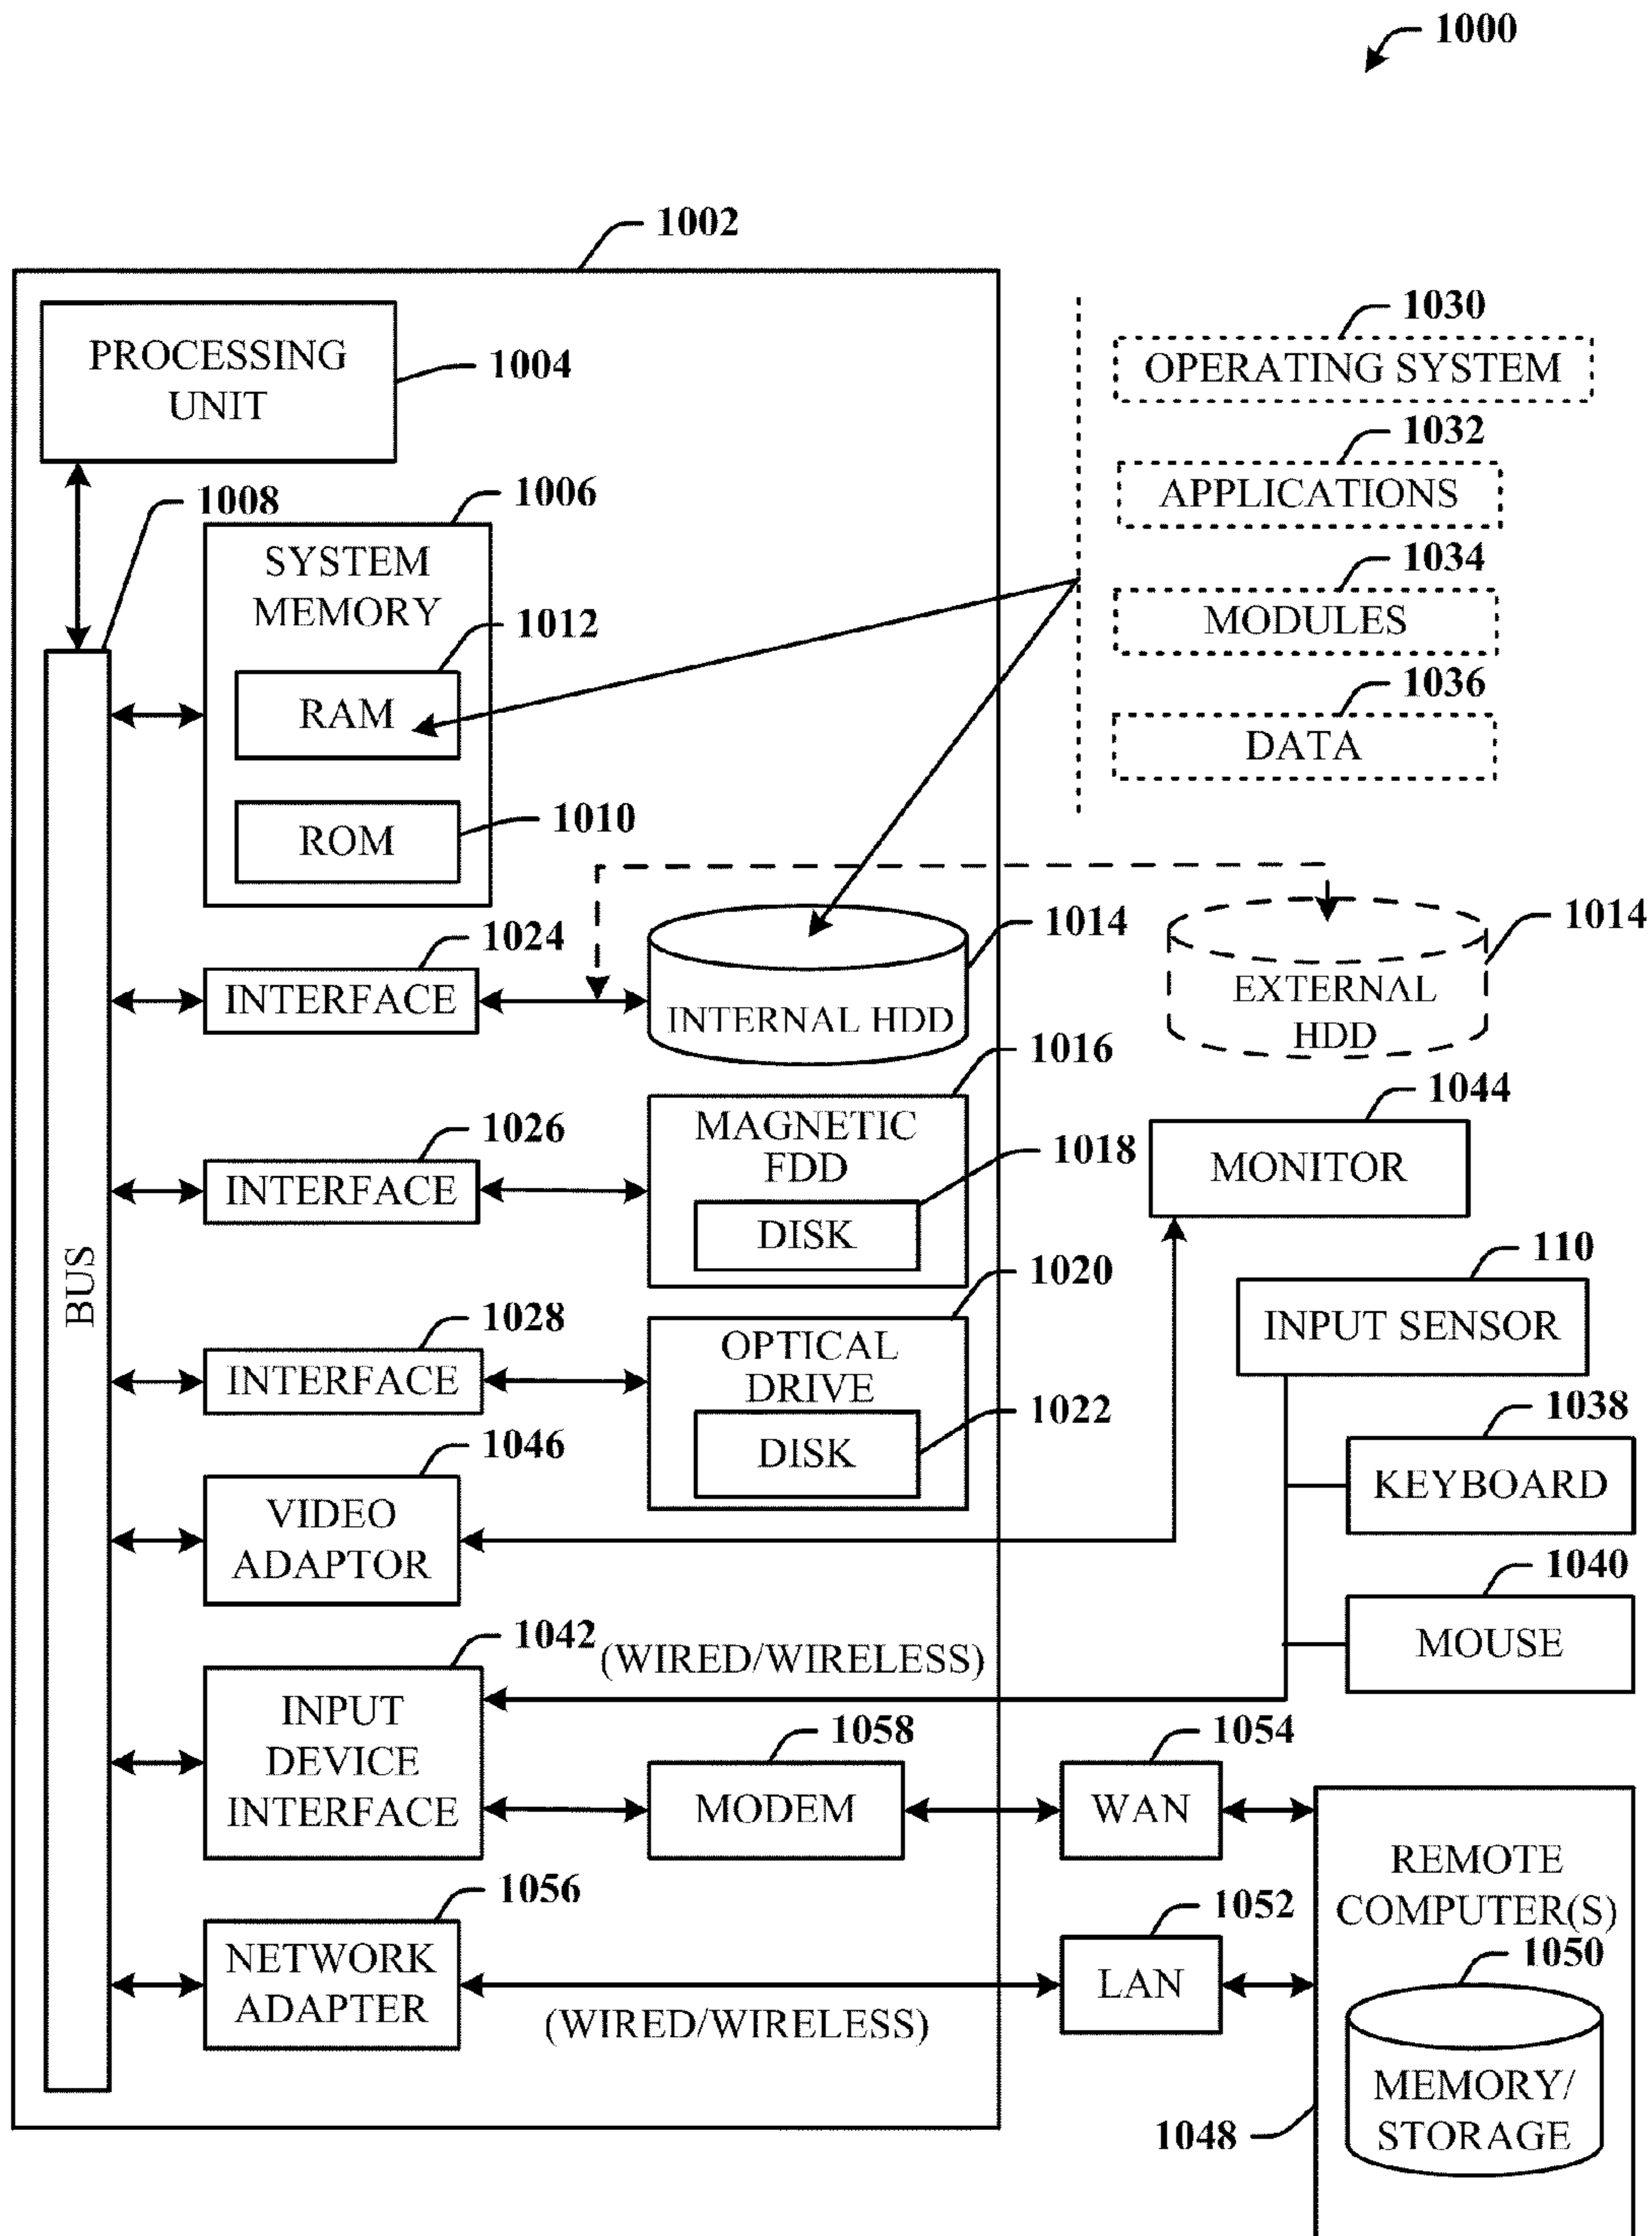 1000
1002
PROCESSING
UNIT
1004
1030
OPERATING SYSTEM
1032
APPLICATIONS
1034
MODULES
1036
DATA
1008
1006
SYSTEM
MEMORY
1012
RAM
1010
ROM
BUS
1024
INTERFACE
1014
INTERNAL HDD
1014
EXTERNAL
HDD
1026
INTERFACE
1016
MAGNETIC
FDD
1018
DISK
1044
MONITOR
110
INPUT SENSOR
1028
INTERFACE
1020
OPTICAL
DRIVE
1022
DISK
1038
KEYBOARD
1046
VIDEO
ADAPTOR
1040
MOUSE
1042
(WIRED/WIRELESS)
INPUT
DEVICE
INTERFACE
1058
MODEM
1054
WAN
REMOTE
COMPUTER(S)
1050
MEMORY/
STORAGE
1048
1056
NETWORK
ADAPTER
(WIRED/WIRELESS)
1052
LAN